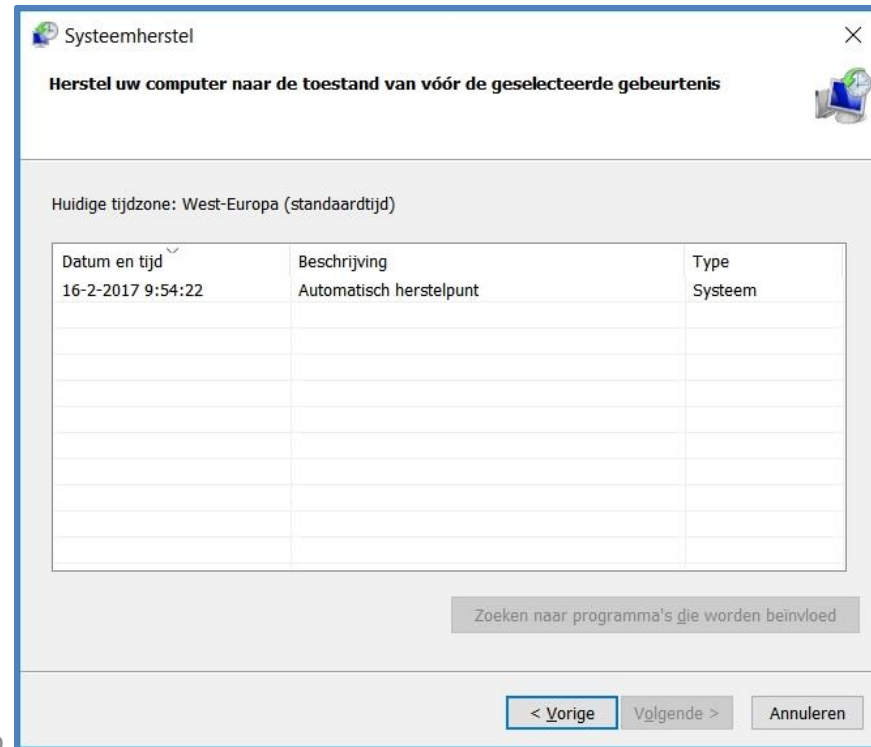 Systeemherstel
Herstel uw computer naar de toestand van vóór de geselecteerde gebeurtenis
Huidige tijdzone: West-Europa (standaardtijd)
Datum en tijd Beschrijving Type
16-2-2017 9:54:22 Automatisch herstelpunt Systeem
Zoeken naar programma's die worden beïnvloed
< Vorige Volgende > Annuleren